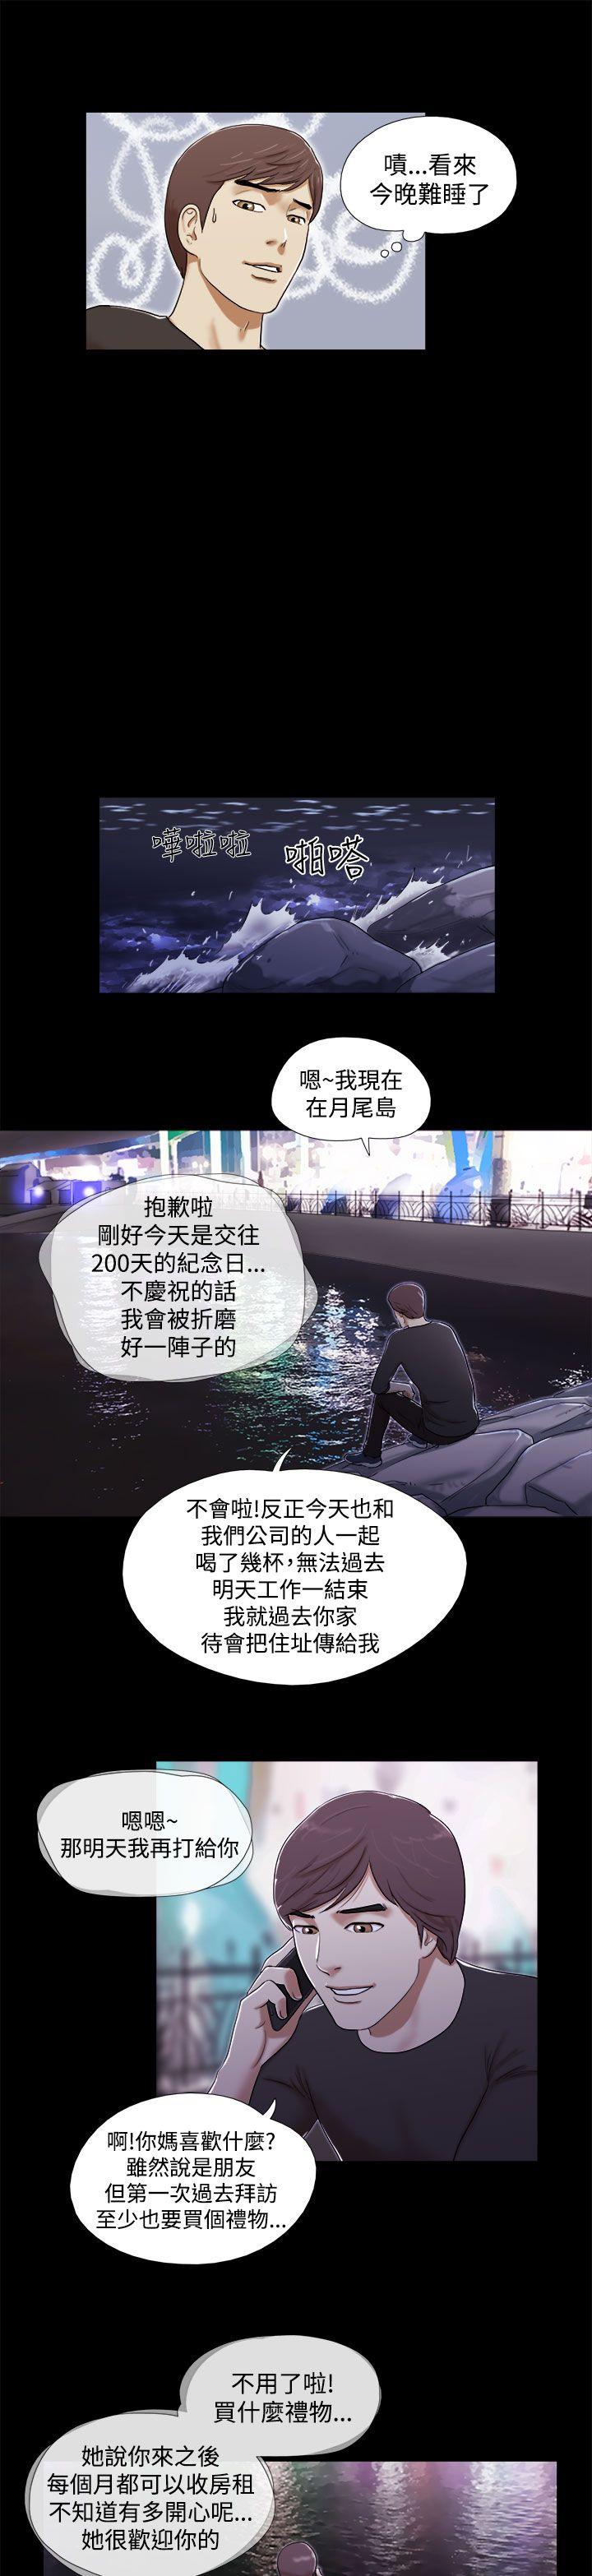 嘖...看來
今晚難睡了
嘩啦啦
啪嗒
嗯~我現在
在月尾島
抱歉啦
剛好今天是交往
200天的紀念日...
不慶祝的話
我會被折磨
好一陣子的
不會啦!反正今天也和
我們公司的人一起
喝了幾杯,無法過去
明天工作一結束
我就過去你家
待會把住址傳給我
嗯嗯~
那明天我再打給你
啊!你媽喜歡什麼?
雖然說是朋友
但第一次過去拜訪
至少也要買個禮物...
不用了啦!
買什麼禮物...
她說你來之後
每個月都可以收房租
不知道有多開心呢...
她很歡迎你的